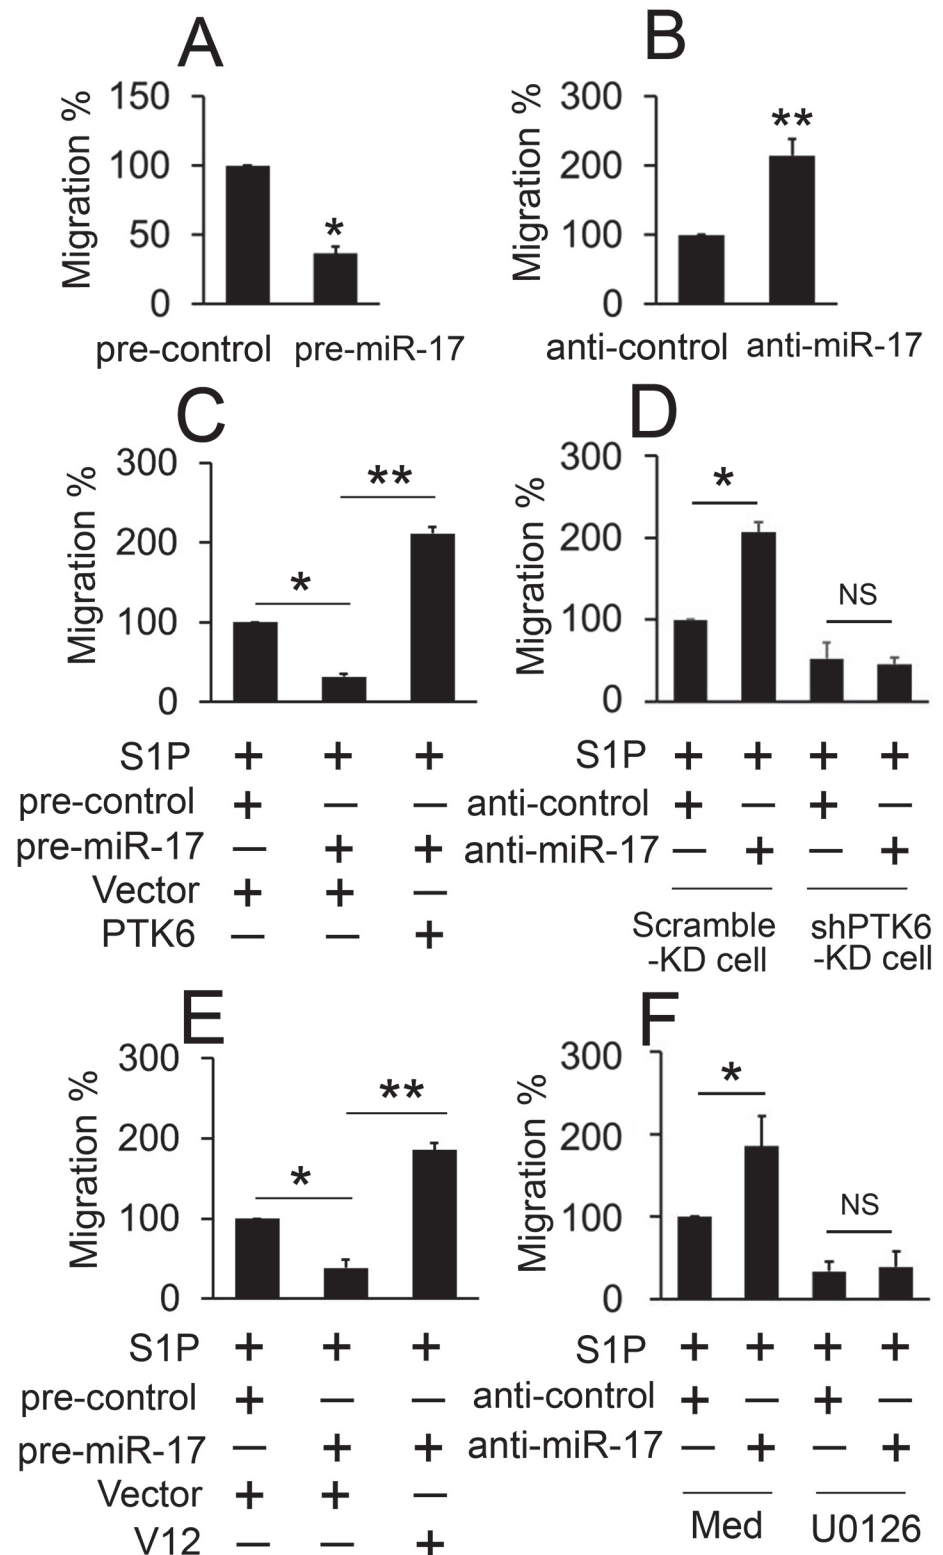 A
Migration %
150
100
50
0
*
pre-control pre-miR-17
B
Migration %
300
200
100
0
**
anti-control anti-miR-17
C
Migration %
300
200
100
0
* **
S1P + + +
pre-control + — —
pre-miR-17 — + +
Vector + + —
PTK6 — — +
D
Migration %
300
200
100
0
* NS
S1P + + + +
anti-control + — + —
anti-miR-17 — + — +
Scramble shPTK6
-KD cell -KD cell
E
Migration %
300
200
100
0
* **
S1P + + +
pre-control + — —
pre-miR-17 — + +
Vector + + —
V12 — — +
F
Migration %
300
200
100
0
* NS
S1P + + + +
anti-control + — + —
anti-miR-17 — + — +
Med U0126